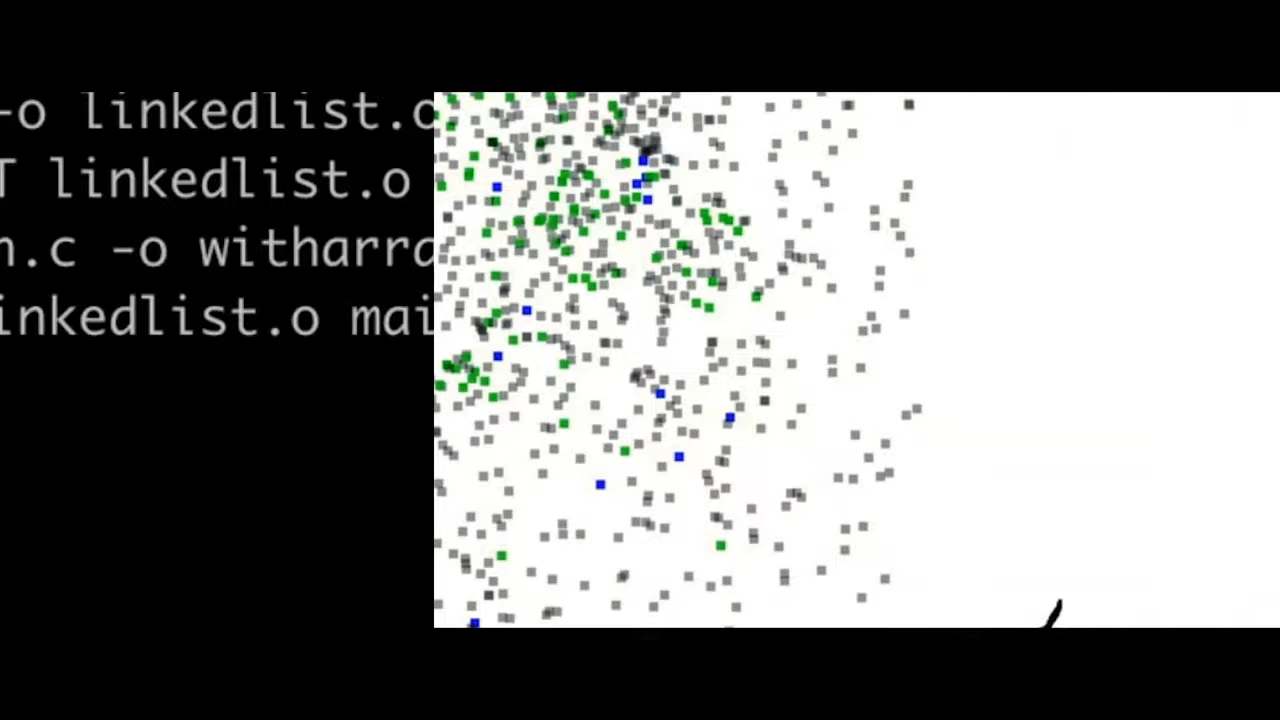 -o linkedlist.o
T linkedlist.o
.c -o witharra
inkedlist.o mai